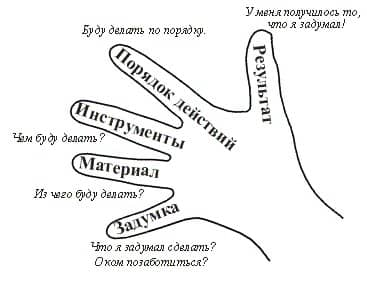 У меня получилось то,
что я задумал!
Буду делать по порядку.
Результат
Порядок действий
Инструменты
Чем буду делать?
Материал
Из чего буду делать?
Задумка
Что я задумал сделать?
О ком позаботиться?